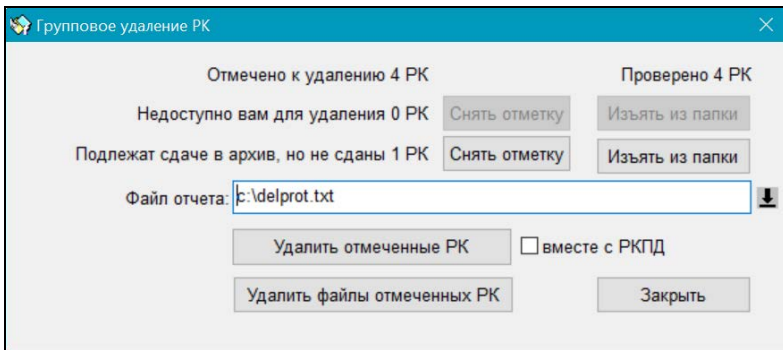 Групповое удаление РК
Отмечено к удалению 4 РК Проверено 4 РК
Недоступно вам для удаления 0 РК Снять отметку Изъять из папки
Подлежат сдаче в архив, но не сданы 1 РК Снять отметку Изъять из папки
Файл отчета: c:\delprot.txt
Удалить отмеченные РК вместе с РКПД
Удалить файлы отмеченных РК Закрыть